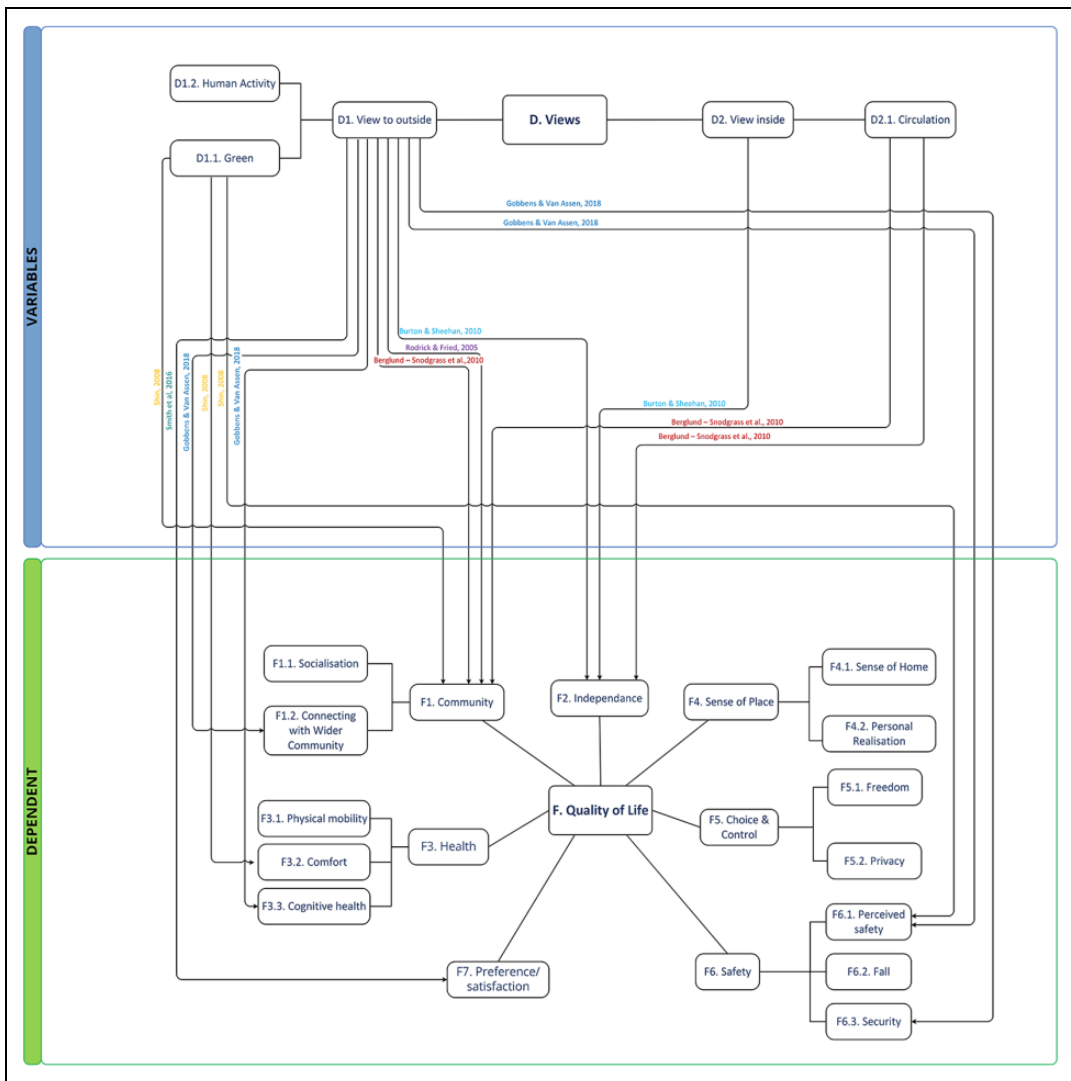 VARIABLES
D1.2. Human Activity
D1. View to outside
D. Views
D2. View inside
D2.1. Circulation
D1.1. Green
Gobbens & Van Assen, 2018
Gobbens & Van Assen, 2018
Burton & Sheehan, 2010
Rodrick & Fried, 2005
Berglund – Snodgrass et al.,2010
Shin, 2008
Smith et al, 2016
Gobbens & Van Assen, 2018
Shin, 2008
Shin, 2008
Gobbens & Van Assen, 2018
Burton & Sheehan, 2010
Berglund – Snodgrass et al., 2010
Berglund – Snodgrass et al., 2010
DEPENDENT
F1.1. Socialisation
F1. Community
F1.2. Connecting
with Wider
Community
F2. Independance
F4. Sense of Place
F4.1. Sense of Home
F4.2. Personal
Realisation
F. Quality of Life
F3.1. Physical mobility
F3. Health
F3.2. Comfort
F3.3. Cognitive health
F5. Choice &
Control
F5.1. Freedom
F5.2. Privacy
F7. Preference/
satisfaction
F6. Safety
F6.1. Perceived
safety
F6.2. Fall
F6.3. Security